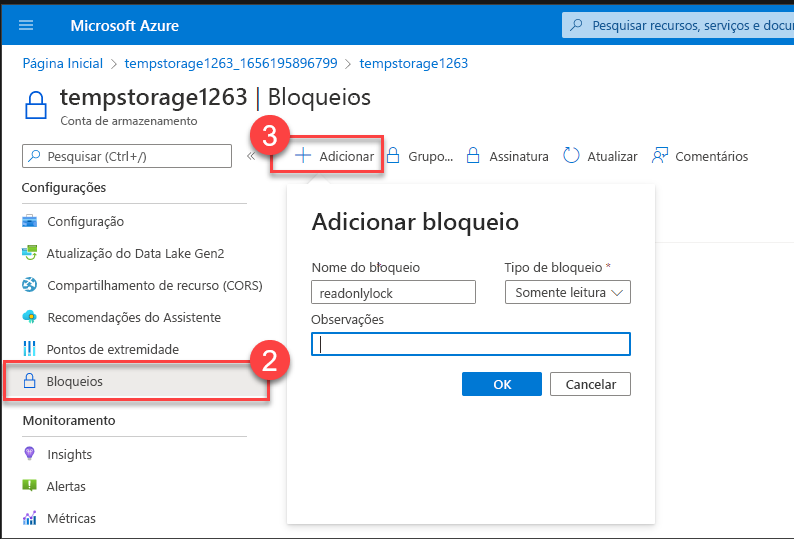 Microsoft Azure
Pesquisar recursos, serviços e docu
Página Inicial > tempstorage1263_1656195896799 > tempstorage1263
tempstorage1263 | Bloqueios
Conta de armazenamento
3
Pesquisar (Ctrl+/)
«
Adicionar
Grupo...
Assinatura
Atualizar
Comentários
Configurações
Configuração
Atualização do Data Lake Gen2
Compartilhamento de recurso (CORS)
Recomendações do Assistente
Pontos de extremidade
2
Bloqueios
Monitoramento
Insights
Alertas
Métricas
Adicionar bloqueio
Nome do bloqueio *
Tipo de bloqueio *
readonlylock
Somente leitura
Observações
OK
Cancelar